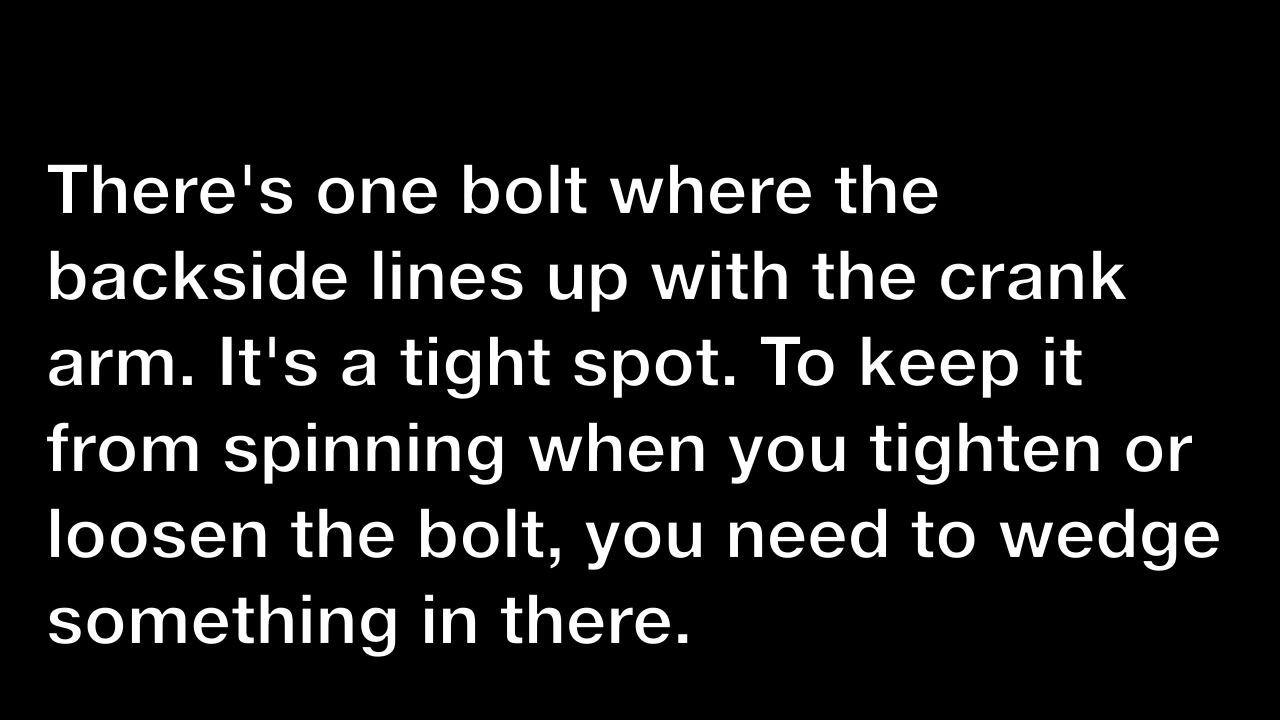 There's one bolt where the
backside lines up with the crank
arm. It's a tight spot. To keep it
from spinning when you tighten or
loosen the bolt, you need to wedge
something in there.